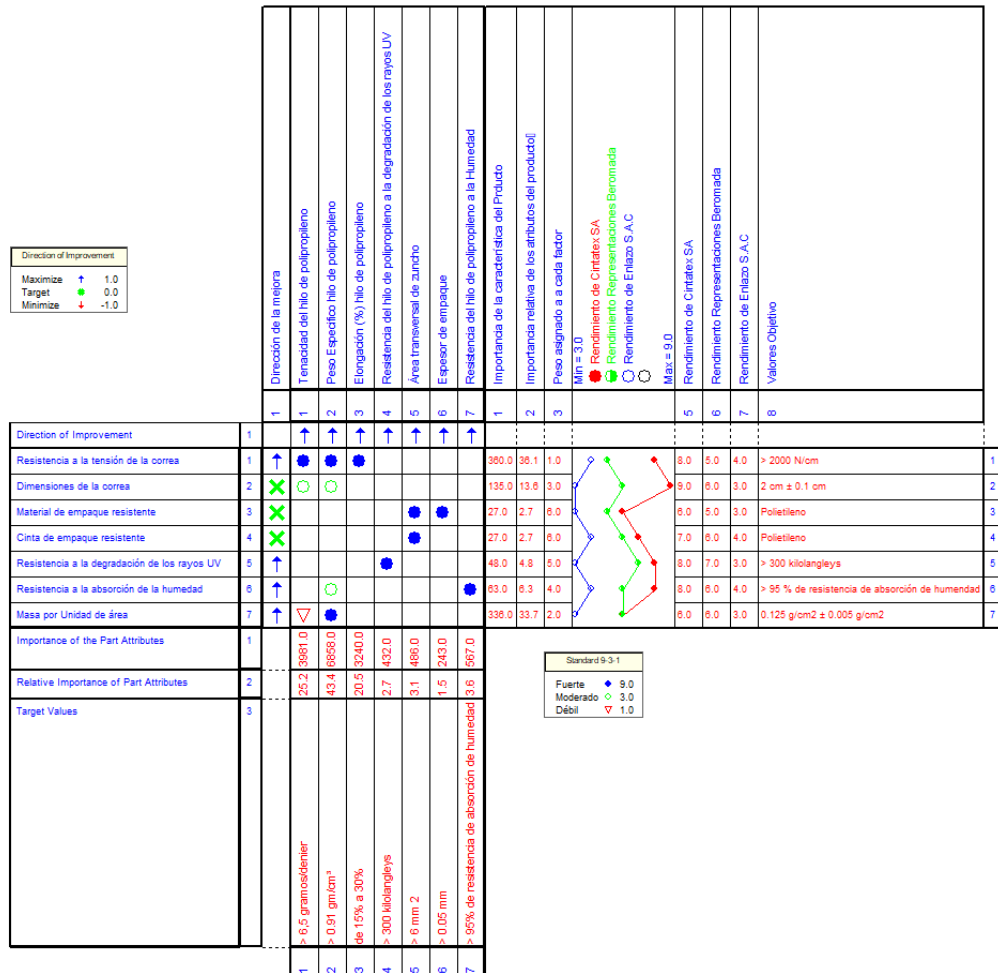 Direction of Improvement
Maximize 1.0
Target 0.0
Minimize -1.0
Dirección de la mejora
Tenacidad del hilo de polipropileno
Peso Especifico hilo de polipropileno
Elongación (%) hilo de polipropileno
Resistencia del hilo de polipropileno a la degradación de los rayos UV
Área transversal de zuncho
Espesor de empaque
Resistencia del hilo de polipropileno a la Humedad
Importancia de la característica del Prducto
Importancia relativa de los atributos del producto
Peso asignado a a cada factor
Min = 3.0
Rendimiento de Cintatex SA
Rendimiento Representaciones Beromada
Rendimiento de Enlazo S.A.C
Max = 9.0
Rendimiento de Cintatex SA
Rendimiento Representaciones Beromada
Rendimiento de Enlazo S.A.C
Valores Objetivo
1 1 2 3 4 5 6 7 1 2 3 5 6 7 8
Direction of Improvement 1
Resistencia a la tensión de la correa 1 360.0 36.1 1.0 8.0 5.0 4.0 > 2000 N/cm 1
Dimensiones de la correa 2 135.0 13.6 3.0 9.0 6.0 3.0 2 cm ± 0.1 cm 2
Material de empaque resistente 3 27.0 2.7 6.0 6.0 5.0 3.0 Polietileno 3
Cinta de empaque resistente 4 27.0 2.7 6.0 7.0 6.0 4.0 Polietileno 4
Resistencia a la degradación de los rayos UV 5 48.0 4.8 5.0 8.0 7.0 3.0 > 300 kilolangleys 5
Resistencia a la absorción de la humedad 6 63.0 6.3 4.0 8.0 6.0 4.0 > 95 % de resistencia de absorción de humendad 6
Masa por Unidad de área 7 336.0 33.7 2.0 6.0 6.0 3.0 0.125 g/cm2 ± 0.005 g/cm2 7
Importance of the Part Attributes 1 3981.0 6858.0 3240.0 432.0 486.0 243.0 567.0
Relative Importance of Part Attributes 2 25.2 43.4 20.5 2.7 3.1 1.5 3.6
Standard 9-3-1
Fuerte 9.0
Moderado 3.0
Débil 1.0
Target Values 3
> 6,5 gramos/denier
> 0.91 gm/cm³
de 15% a 30%
> 300 kilolangleys
> 6 mm 2
> 0.05 mm
> 95% de resistencia de absorción de humedad
1 2 3 4 5 6 7